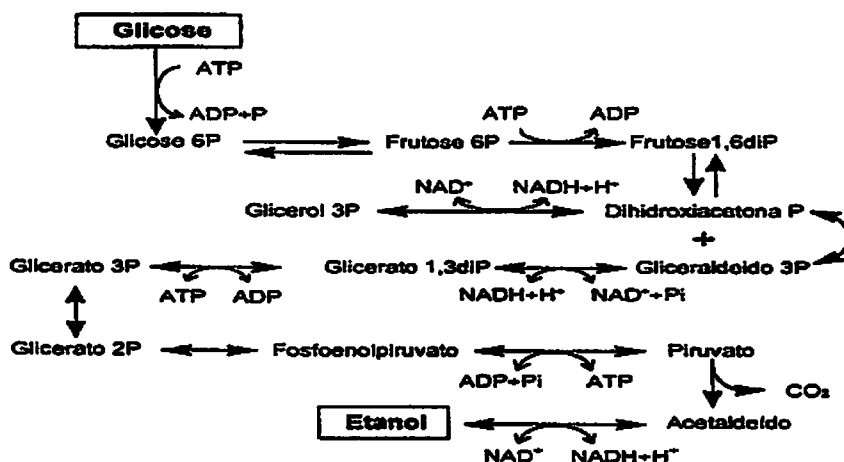 Glicose
ATP
ADP+P
ATP ADP
Glicose 6P Frutose 6P Frutose1,6diP
NAD⁺ NADH+H⁺
Glicerol 3P Dihidroxiacetona P
+
Glicerato 3P Glicerato 1,3diP Gliceraldeído 3P
ATP ADP NADH+H⁺ NAD⁺+Pi
Glicerato 2P Fosfoenolpiruvato Piruvato
ADP+Pi ATP
CO₂
Etanol Acetaldeído
NAD⁺ NADH+H⁺